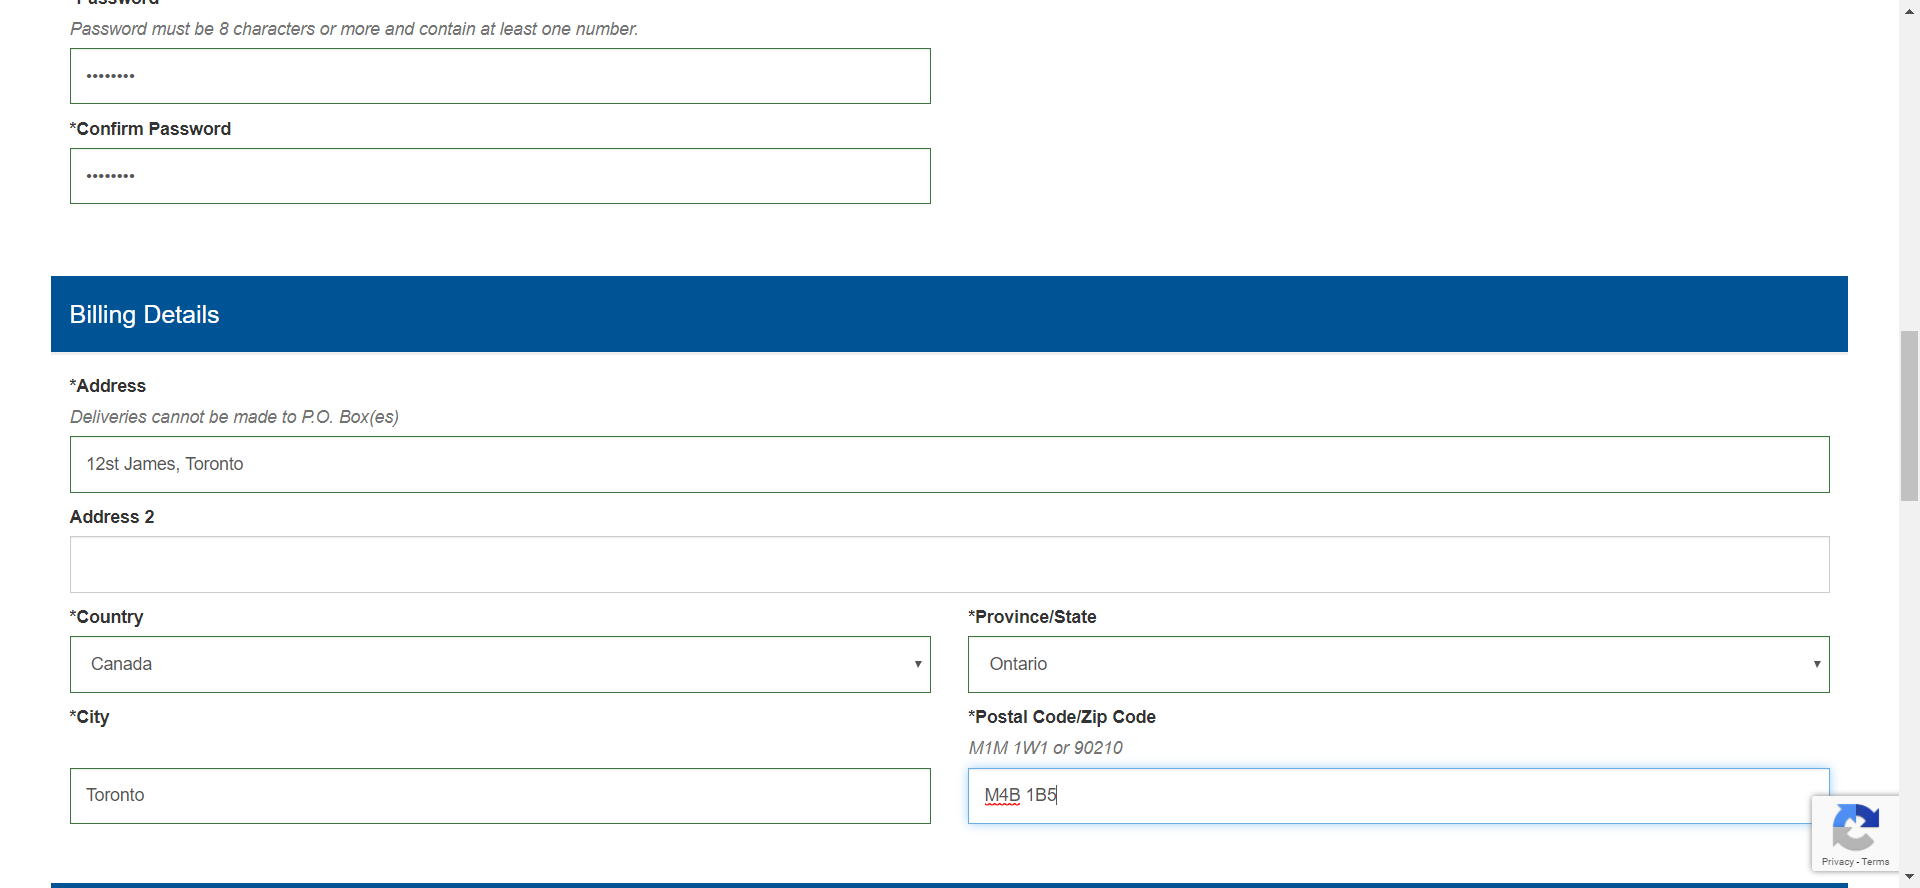 *Password
Password must be 8 characters or more and contain at least one number.
••••••••
*Confirm Password
••••••••
Billing Details
*Address
Deliveries cannot be made to P.O. Box(es)
12st James, Toronto
Address 2
*Country
*Province/State
Canada
Ontario
*City
*Postal Code/Zip Code
M1M 1W1 or 90210
Toronto
M4B 1B5
Privacy - Terms